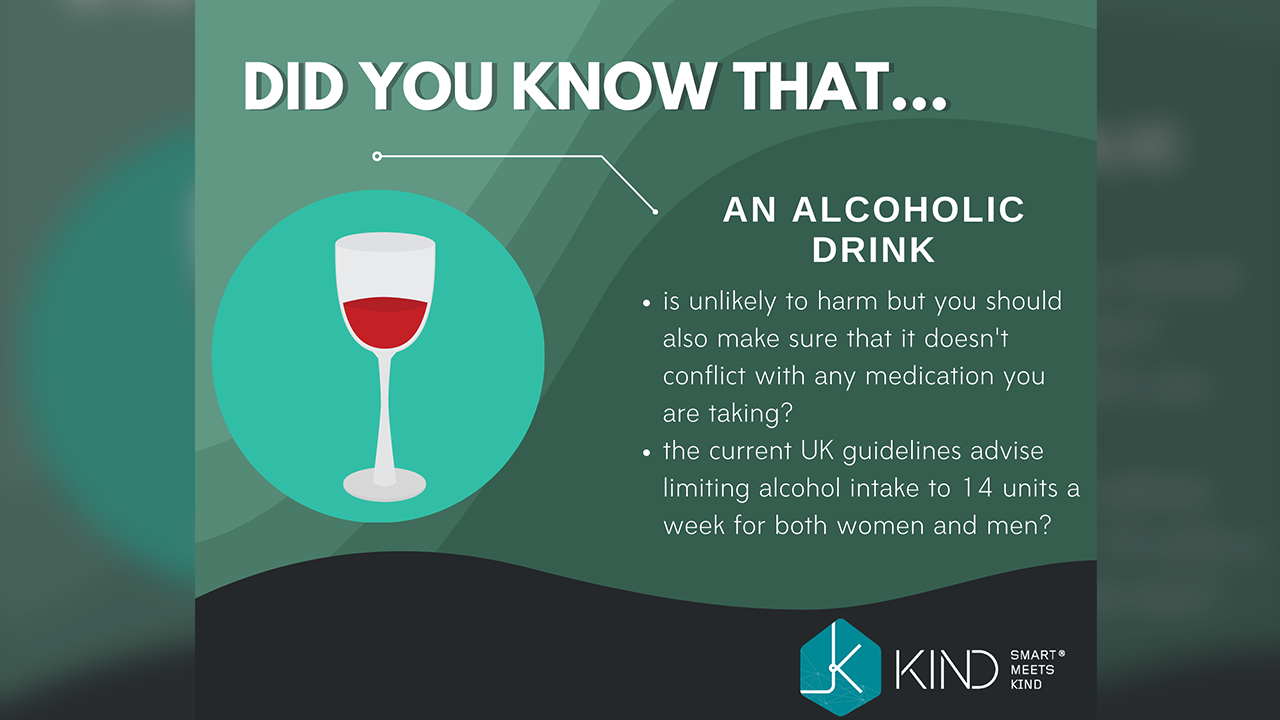 DID YOU KNOW THAT...
AN ALCOHOLIC
DRINK
• is unlikely to harm but you should
also make sure that it doesn't
conflict with any medication you
are taking?
• the current UK guidelines advise
limiting alcohol intake to 14 units a
week for both women and men?
KIND
SMART®
MEETS
KIND